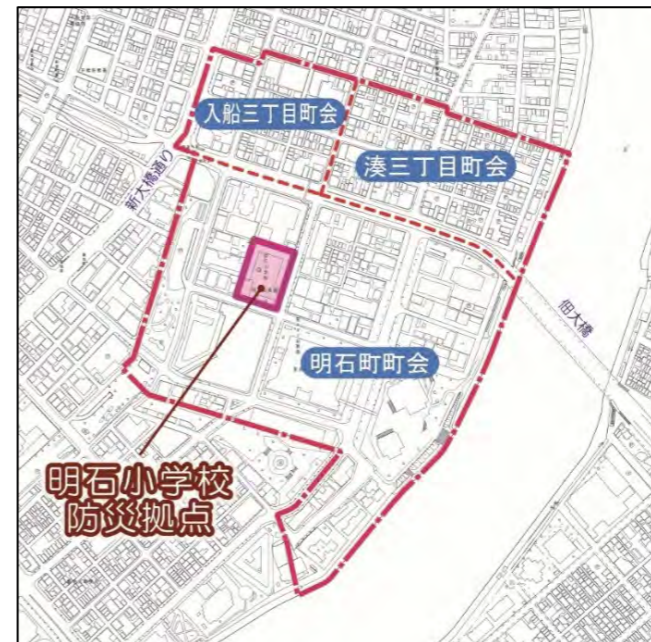 入船三丁目町会
湊三丁目町会
新大橋通り
佃大橋
明石町町会
明石小学校
防災拠点